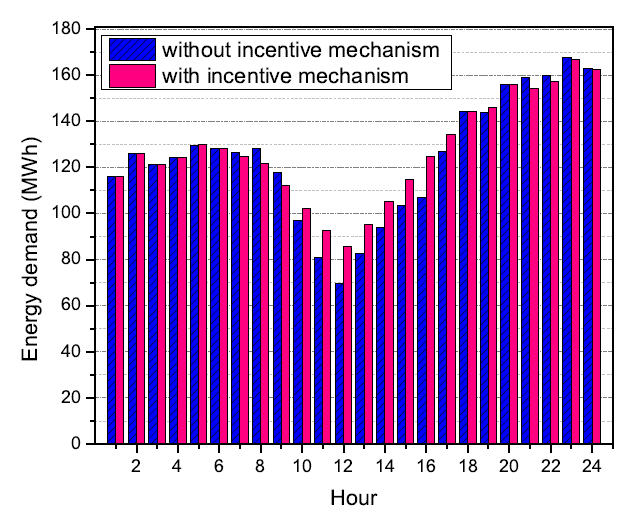 180
160
140
120
100
80
60
40
20
0
Energy demand (MWh)
without incentive mechanism
with incentive mechanism
2 4 6 8 10 12 14 16 18 20 22 24
Hour